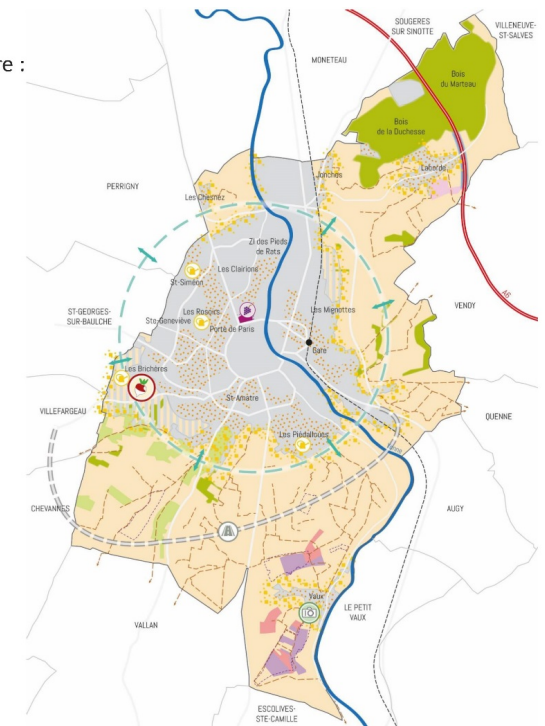 re :
SOUGERES
SUR SINOTTE
VILLENEUVE-
ST-SALVES
MONETEAU
Bois
du Marteau
Bois
de la Duchesse
Jonches
Laborde
PERRIGNY
Les Chesnez
ZI des Pieds
de Rats
Les Clairions
St-Siméon
A6
VENOY
ST-GEORGES-
SUR-BAULCHE
Les Rosoirs
Ste-Geneviève
Porte de Paris
Les Mignottes
Gare
Les Brichères
St-Amâtre
VILLEFARGEAU
QUENNE
Les Piédalloues
CHEVANNES
AUGY
Vaux
LE PETIT
VAUX
VALLAN
ESCOLIVES-
STE-CAMILLE